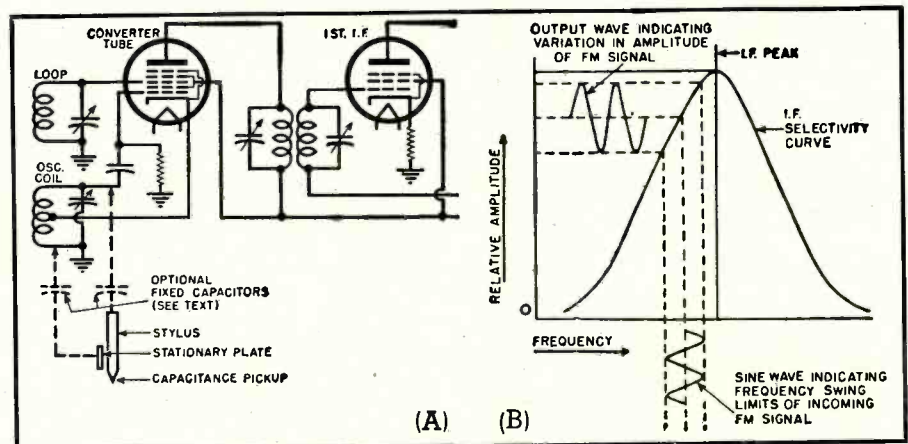 CONVERTER
TUBE
1ST. I.F.
LOOP
OSC.
COIL
OPTIONAL
FIXED CAPACITORS
(SEE TEXT)
STYLUS
STATIONARY PLATE
CAPACITANCE PICKUP
(A)
OUTPUT WAVE INDICATING
VARIATION IN AMPLITUDE
OF FM SIGNAL
I.F. PEAK
I.F.
SELECTIVITY
CURVE
RELATIVE AMPLITUDE
O
FREQUENCY
SINE WAVE INDICATING
FREQUENCY SWING
LIMITS OF INCOMING
FM SIGNAL
(B)